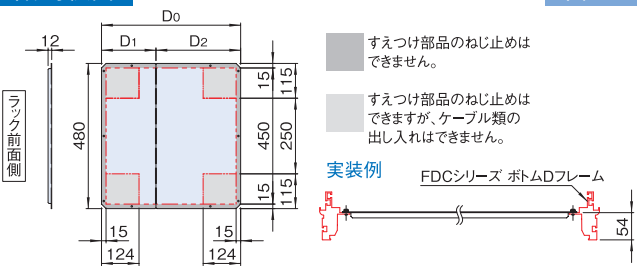 D0
D1
D2
12
480
15
115
450
250
15
115
15
15
124
124
ラック前面側
すえつけ部品のねじ止めは
できません。
すえつけ部品のねじ止めは
できますが、ケーブル類の
出し入れはできません。
実装例
FDCシリーズ ボトムDフレーム
54